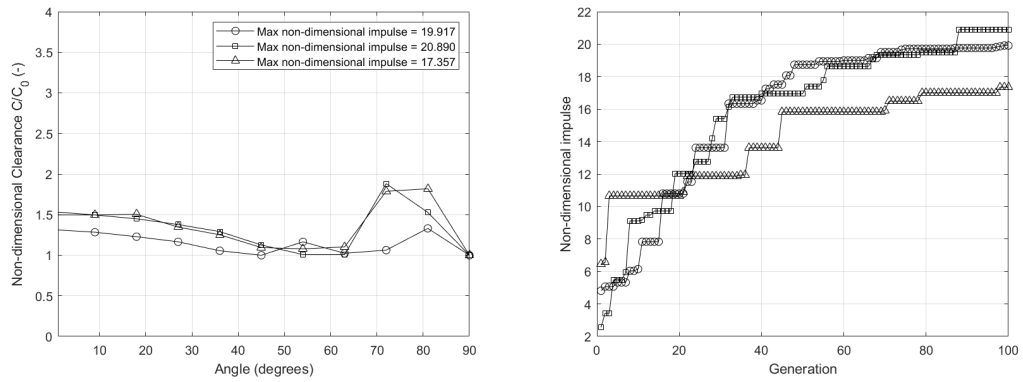 Max non-dimensional impulse = 19.917
Max non-dimensional impulse = 20.890
Max non-dimensional impulse = 17.357
Non-dimensional Clearance C/C0 (-)
4
3.5
3
2.5
2
1.5
1
0.5
0
10 20 30 40 50 60 70 80 90
Angle (degrees)
Non-dimensional impulse
22
20
18
16
14
12
10
8
6
4
2
0 20 40 60 80 100
Generation